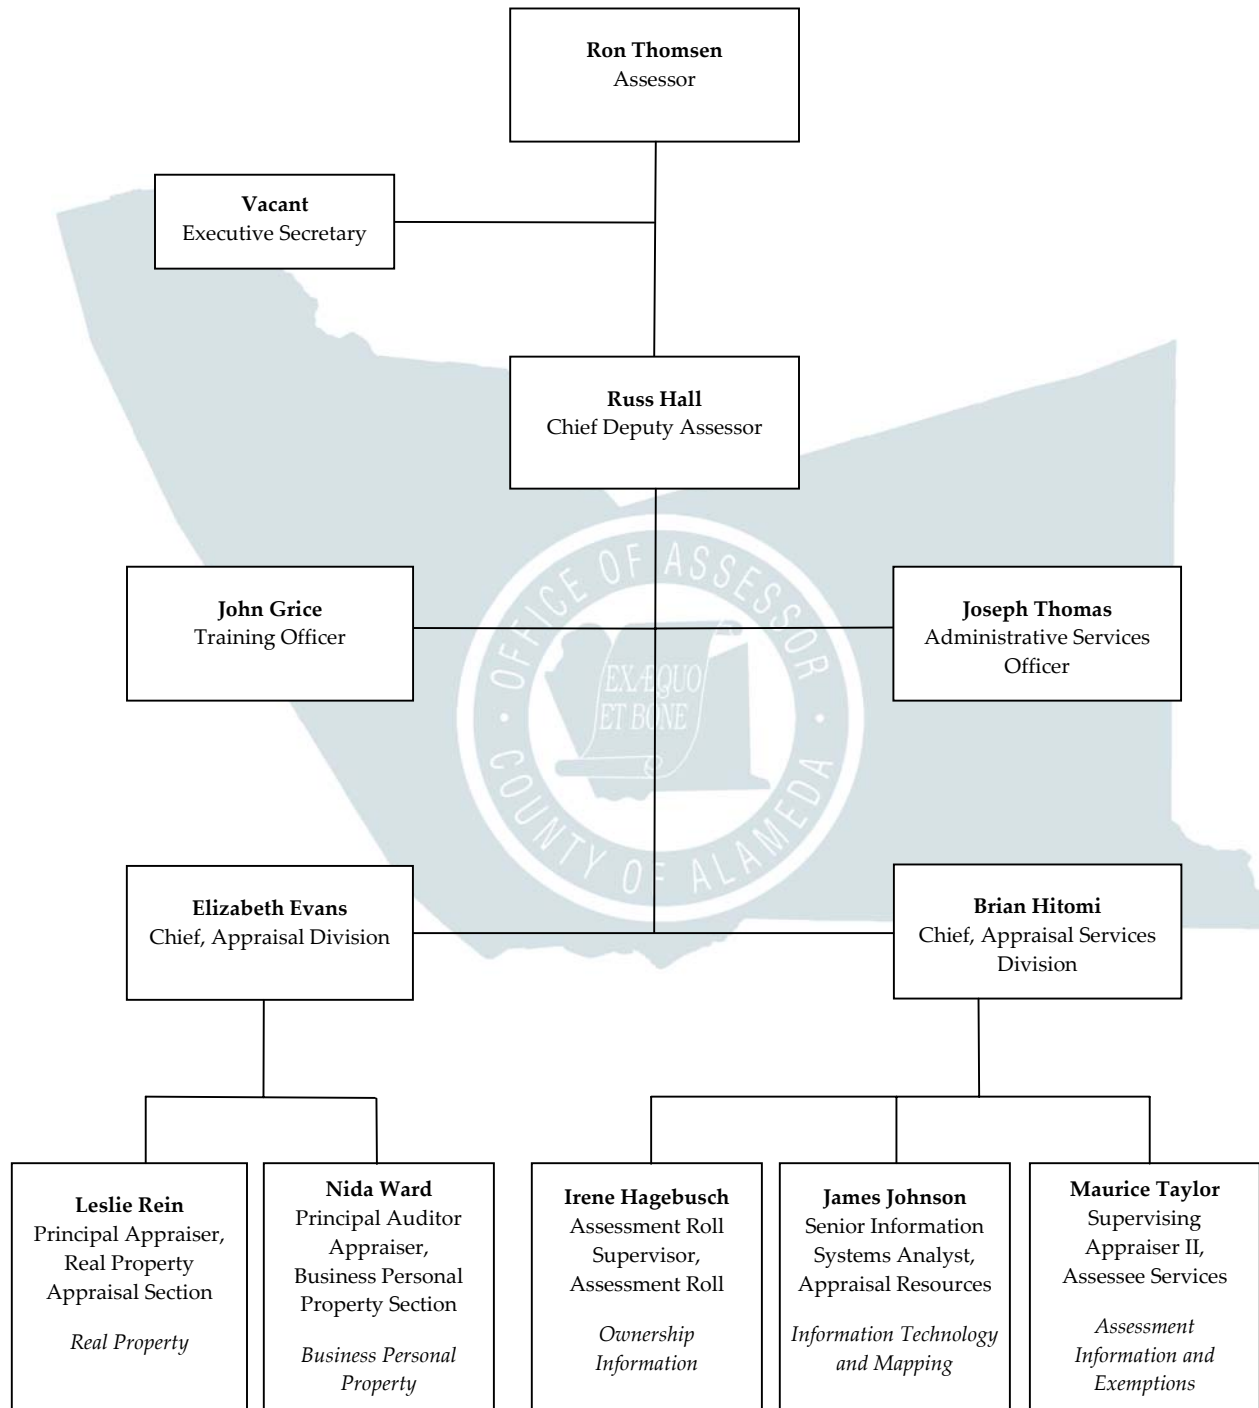 Ron Thomsen
Assessor
Vacant
Executive Secretary
Russ Hall
Chief Deputy Assessor
OFFICE OF ASSESSOR
EX ÆQUO
ET BONE
COUNTY OF ALAMEDA
John Grice
Training Officer
Joseph Thomas
Administrative Services
Officer
Elizabeth Evans
Chief, Appraisal Division
Brian Hitomi
Chief, Appraisal Services
Division
Leslie Rein
Principal Appraiser,
Real Property
Appraisal Section
Real Property
Nida Ward
Principal Auditor
Appraiser,
Business Personal
Property Section
Business Personal
Property
Irene Hagebusch
Assessment Roll
Supervisor,
Assessment Roll
Ownership
Information
James Johnson
Senior Information
Systems Analyst,
Appraisal Resources
Information Technology
and Mapping
Maurice Taylor
Supervising
Appraiser II,
Assessee Services
Assessment
Information and
Exemptions